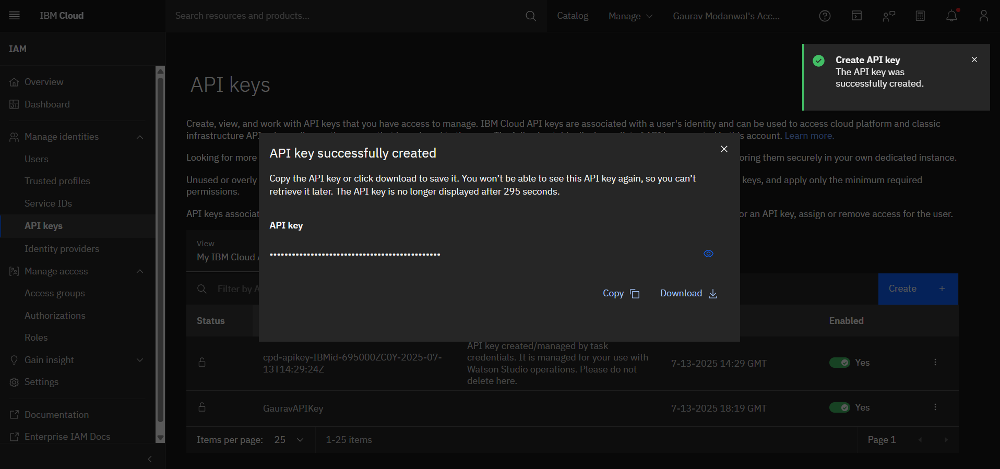 IBM Cloud
Search resources and products...
Catalog
Manage
Gaurav Modanwal's Acc...
IAM
Overview
Dashboard
Manage identities
Users
Trusted profiles
Service IDs
API keys
Identity providers
Manage access
Access groups
Authorizations
Roles
Gain insight
Settings
Documentation
Enterprise IAM Docs
Create API key
The API key was
successfully created.
API keys
Create, view, and work with API keys that you have access to manage. IBM Cloud API keys are associated with a user's identity and can be used to access cloud platform and classic
infrastructure API
is account. Learn more.
Looking for more
oring them securely in your own dedicated instance.
Unused or overly
keys, and apply only the minimum required
permissions.
API keys associat
or an API key, assign or remove access for the user.
API key successfully created
Copy the API key or click download to save it. You won’t be able to see this API key again, so you can’t
retrieve it later. The API key is no longer displayed after 295 seconds.
API key
••••••••••••••••••••••••••••••••••••••••••••
Copy
Download
View
My IBM Cloud A
Filter by A
Create +
Status
Enabled
cpd-apikey-IBMid-695000ZC0Y-2025-07-
13T14:29:24Z
API key created/managed by task
credentials. It is managed for your use with
Watson Studio operations. Please do not
delete here.
7-13-2025 14:29 GMT
Yes
GauravAPIKey
7-13-2025 18:19 GMT
Yes
Items per page: 25
1-25 items
Page 1